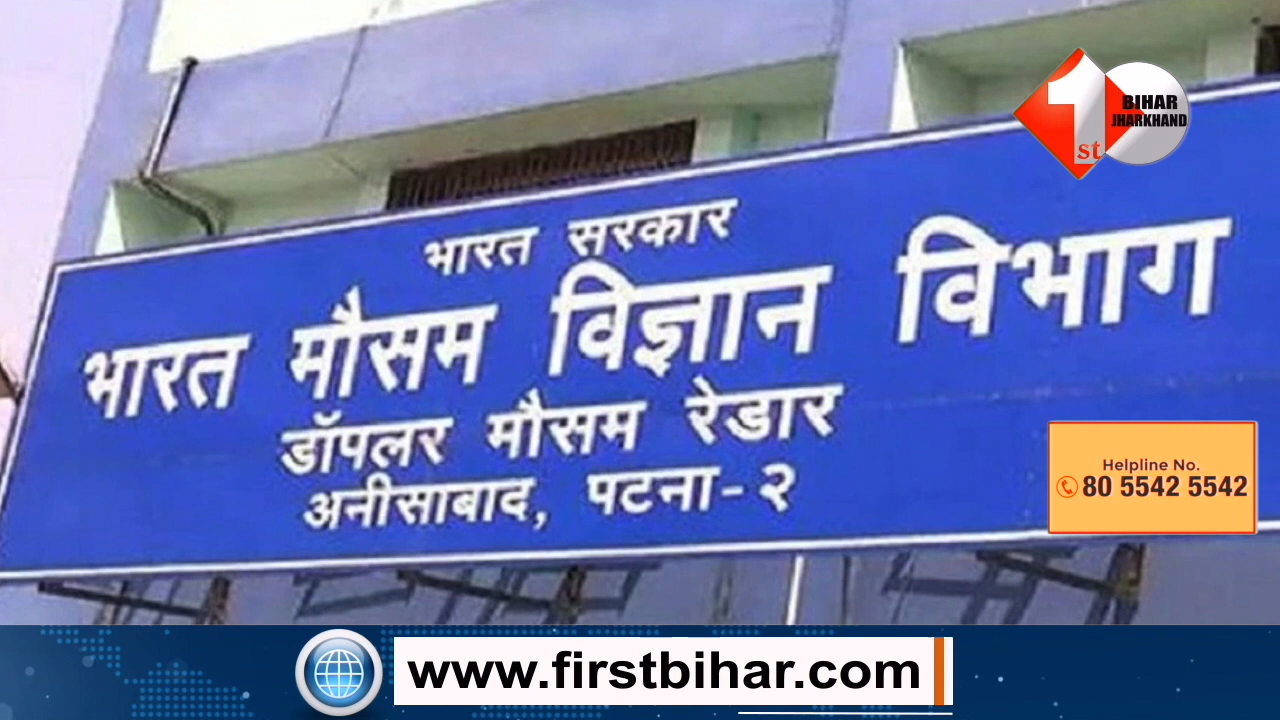 1st
BIHAR
JHARKHAND
भारत सरकार
भारत मौसम विज्ञान विभाग
डॉपलर मौसम रेडार
अनीसाबाद, पटना-२
Helpline No.
80 5542 5542
www.firstbihar.com